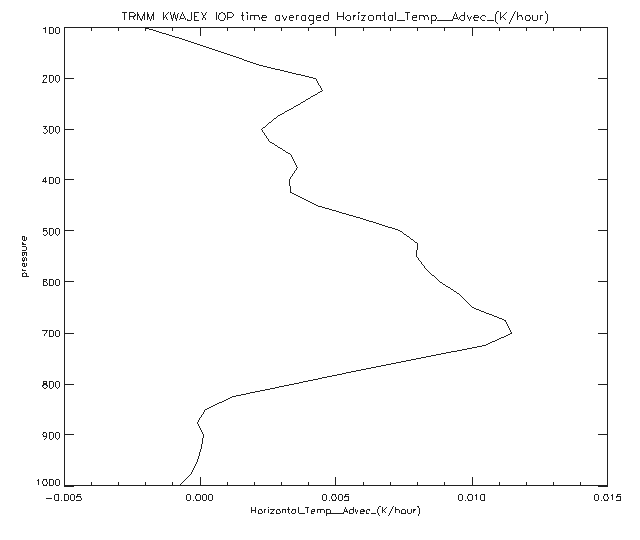 TRMM KWAJEX IOP time averaged Horizontal_Temp__Advec_(K/hour)
100
200
300
400
500
600
700
800
900
1000
pressure
-0.005 0.000 0.005 0.010 0.015
Horizontal_Temp__Advec_(K/hour)